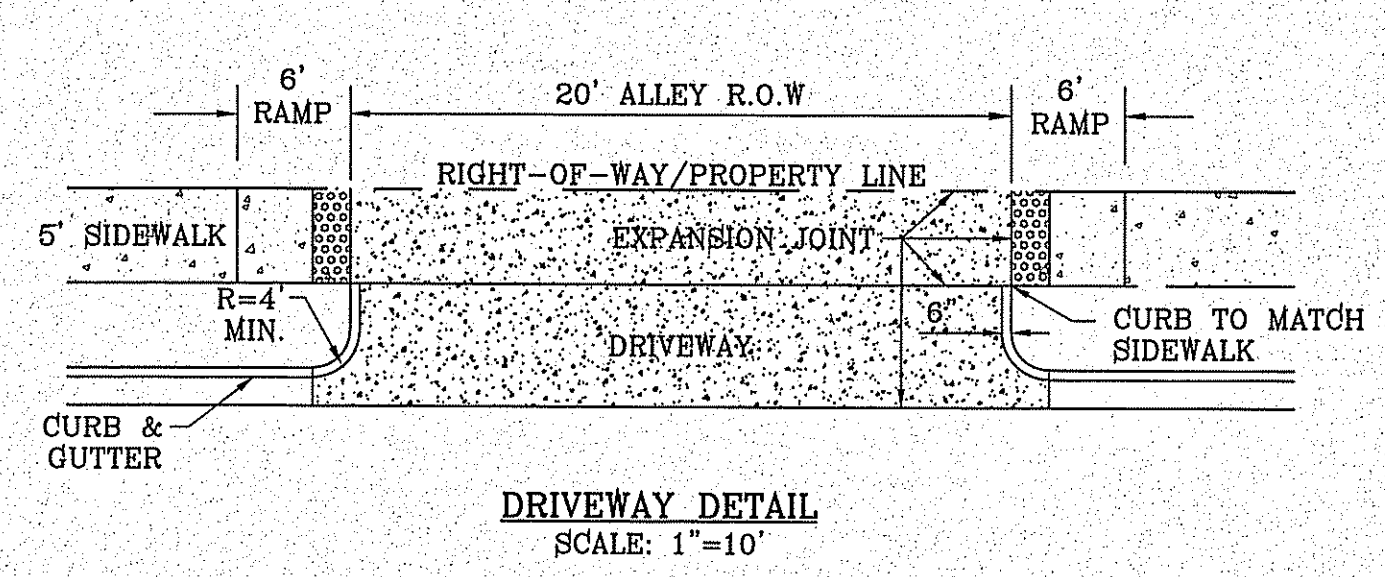 6'
RAMP
20' ALLEY R.O.W
6'
RAMP
RIGHT-OF-WAY/PROPERTY LINE
5' SIDEWALK
EXPANSION JOINT
R=4'
MIN.
6"
CURB TO MATCH
SIDEWALK
DRIVEWAY
CURB &
GUTTER
DRIVEWAY DETAIL
SCALE: 1"=10'